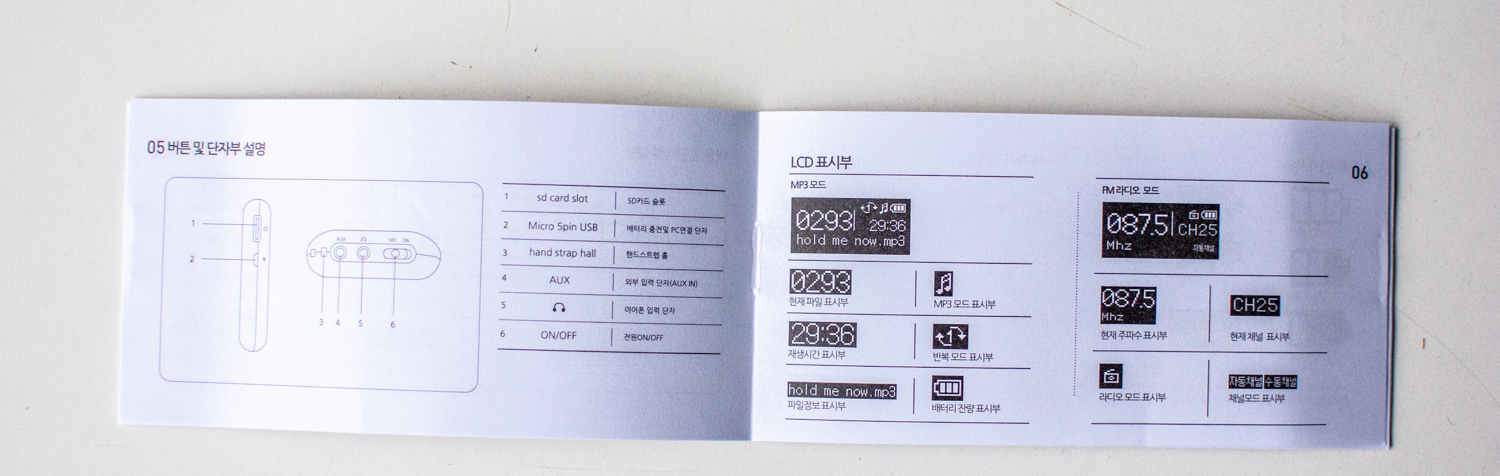 05 버튼 및 단자부 설명
1
2
AUX
OFF ON
3 4 5 6
1 sd card slot SD카드 슬롯
2 Micro 5pin USB 배터리 충전및 PC연결 단자
3 hand strap hall 핸드스트랩 홀
4 AUX 외부 입력 단자(AUX IN)
5 이어폰 입력 단자
6 ON/OFF 전원ON/OFF
LCD 표시부
MP3 모드
0293 29:36
hold me now.mp3
0293
현재 파일 표시부
MP3 모드 표시부
29:36
재생시간 표시부
반복 모드 표시부
hold me now.mp3
파일정보 표시부
배터리 잔량 표시부
06
FM 라디오 모드
087.5 CH25
Mhz 자동채널
087.5
Mhz
현재 주파수 표시부
CH25
현재 채널 표시부
라디오 모드 표시부
자동채널 수동채널
채널모드 표시부